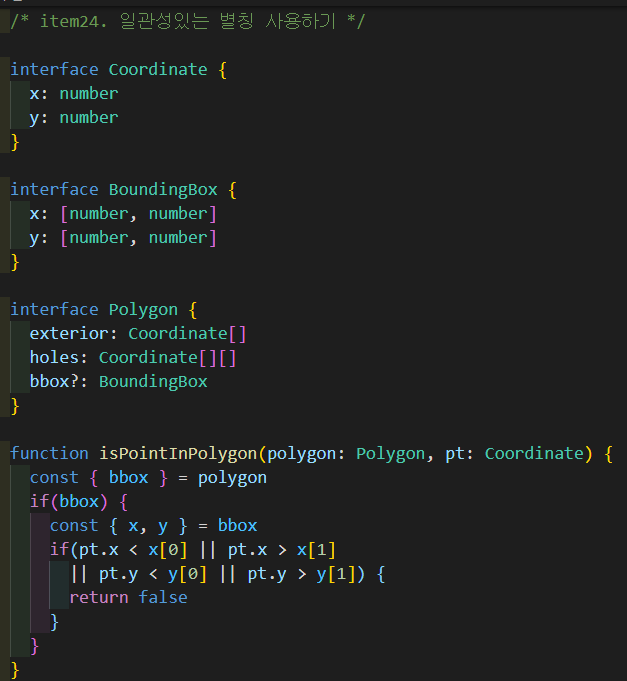 /* item24. 일관성있는 별칭 사용하기 */
interface Coordinate {
  x: number
  y: number
}
interface BoundingBox {
  x: [number, number]
  y: [number, number]
}
interface Polygon {
  exterior: Coordinate[]
  holes: Coordinate[][]
  bbox?: BoundingBox
}
function isPointInPolygon(polygon: Polygon, pt: Coordinate) {
  const { bbox } = polygon
  if(bbox) {
    const { x, y } = bbox
    if(pt.x < x[0] || pt.x > x[1]
      || pt.y < y[0] || pt.y > y[1]) {
      return false
    }
  }
}